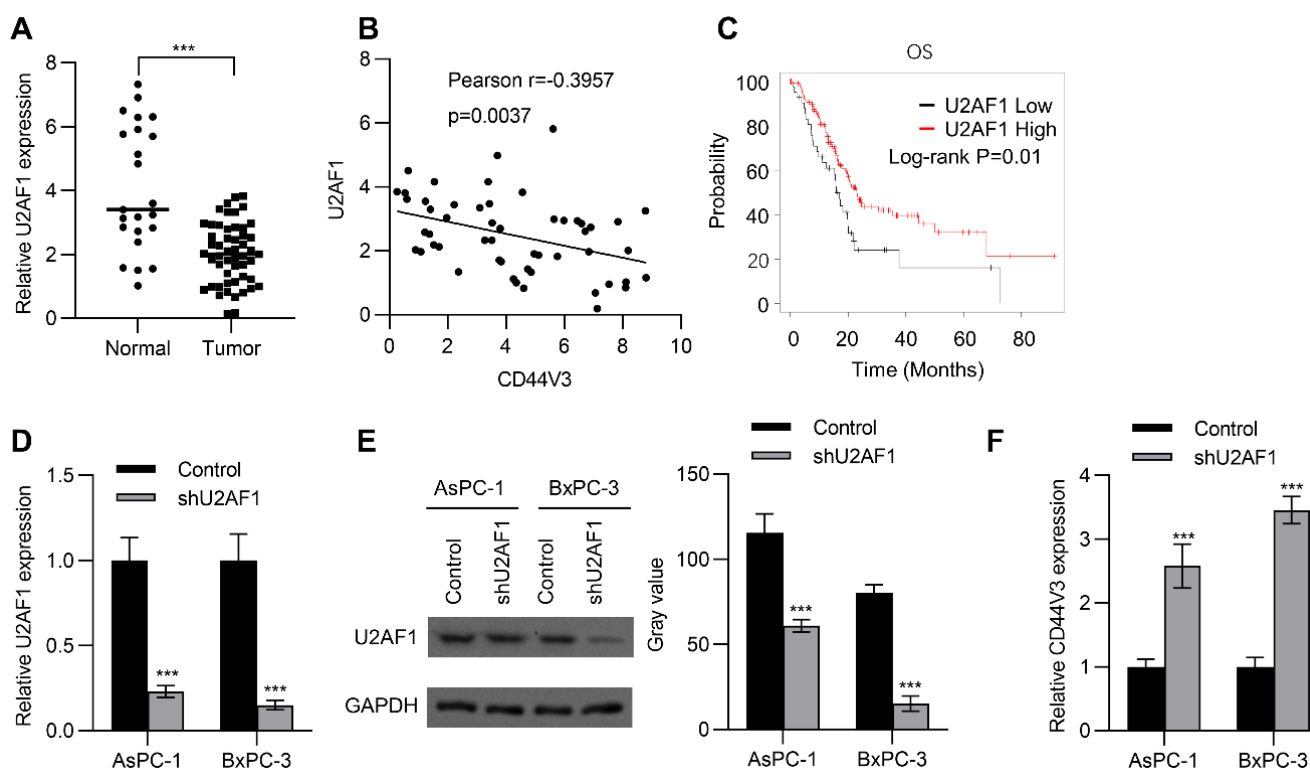 A
***
Relative U2AF1 expression
8
6
4
2
0
Normal
Tumor
B
Pearson r=-0.3957
p=0.0037
U2AF1
8
6
4
2
0
0 2 4 6 8 10
CD44V3
C
OS
U2AF1 Low
U2AF1 High
Log-rank P=0.01
Probability
100
80
60
40
20
0
0 20 40 60 80
Time (Months)
D
Control
shU2AF1
Relative U2AF1 expression
1.5
1.0
0.5
0.0
***
***
AsPC-1 BxPC-3
E
AsPC-1 BxPC-3
Control
shU2AF1
Control
shU2AF1
U2AF1
GAPDH
Control
shU2AF1
Gray value
150
100
50
0
***
***
AsPC-1 BxPC-3
F
Control
shU2AF1
Relative CD44V3 expression
4
3
2
1
0
***
***
AsPC-1 BxPC-3